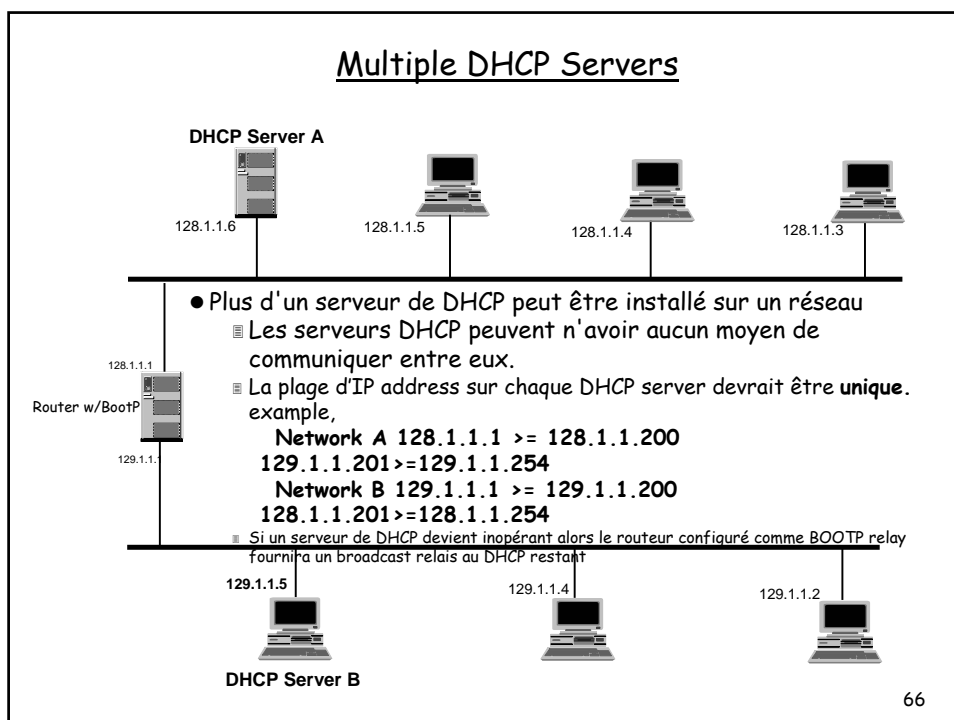 Multiple DHCP Servers
DHCP Server A
128.1.1.6
128.1.1.5
128.1.1.4
128.1.1.3
● Plus d'un serveur de DHCP peut être installé sur un réseau
Les serveurs DHCP peuvent n'avoir aucun moyen de
communiquer entre eux.
128.1.1.1
La plage d'IP address sur chaque DHCP server devrait être unique.
Router w/BootP
example,
Network A 128.1.1.1 >= 128.1.1.200
129.1.1.201>=129.1.1.254
129.1.1.1
Network B 129.1.1.1 >= 129.1.1.200
128.1.1.201>=128.1.1.254
Si un serveur de DHCP devient inopérant alors le routeur configuré comme BOOTP relay
fournira un broadcast relais au DHCP restant
129.1.1.5
129.1.1.4
129.1.1.2
DHCP Server B
66